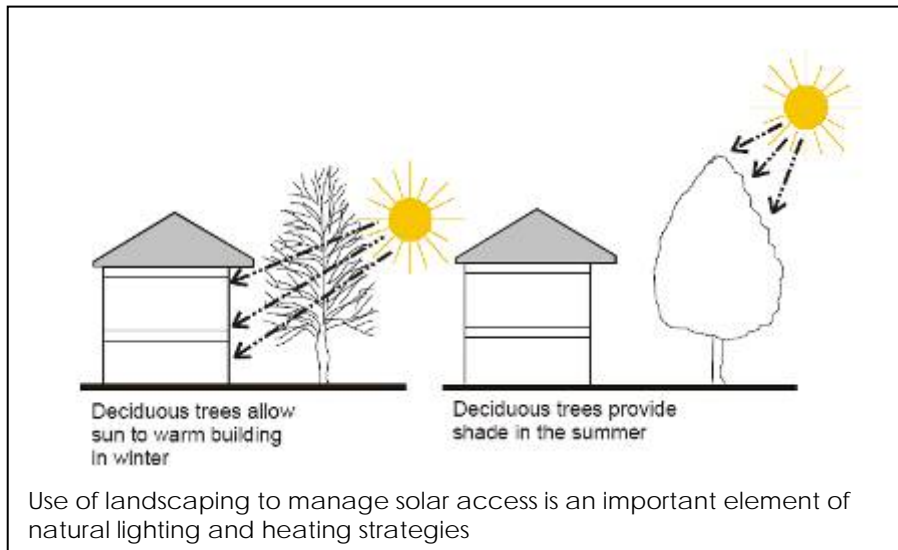 Deciduous trees allow
sun to warm building
in winter
Deciduous trees provide
shade in the summer
Use of landscaping to manage solar access is an important element of
natural lighting and heating strategies